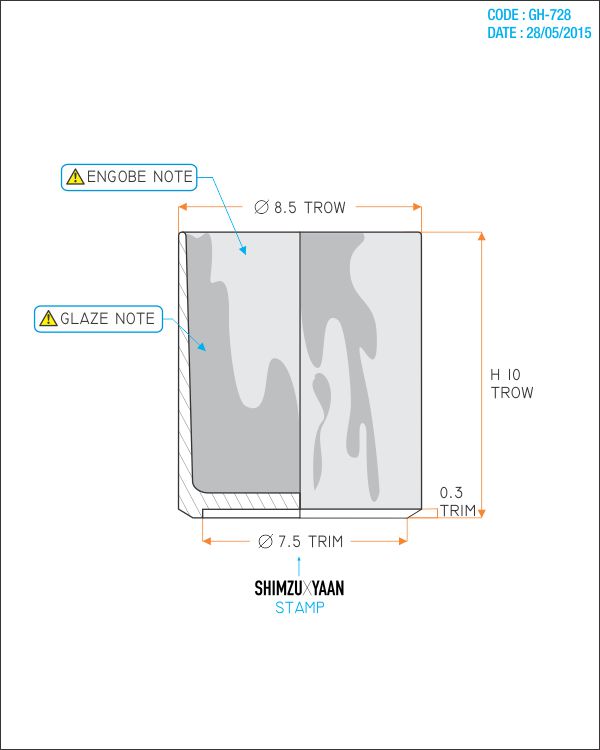 CODE : GH-728
DATE : 28/05/2015
ENGOBE NOTE
Ø 8.5 TROW
GLAZE NOTE
H 10
TROW
0.3
TRIM
Ø 7.5 TRIM
SHIMZUXYAAN
STAMP